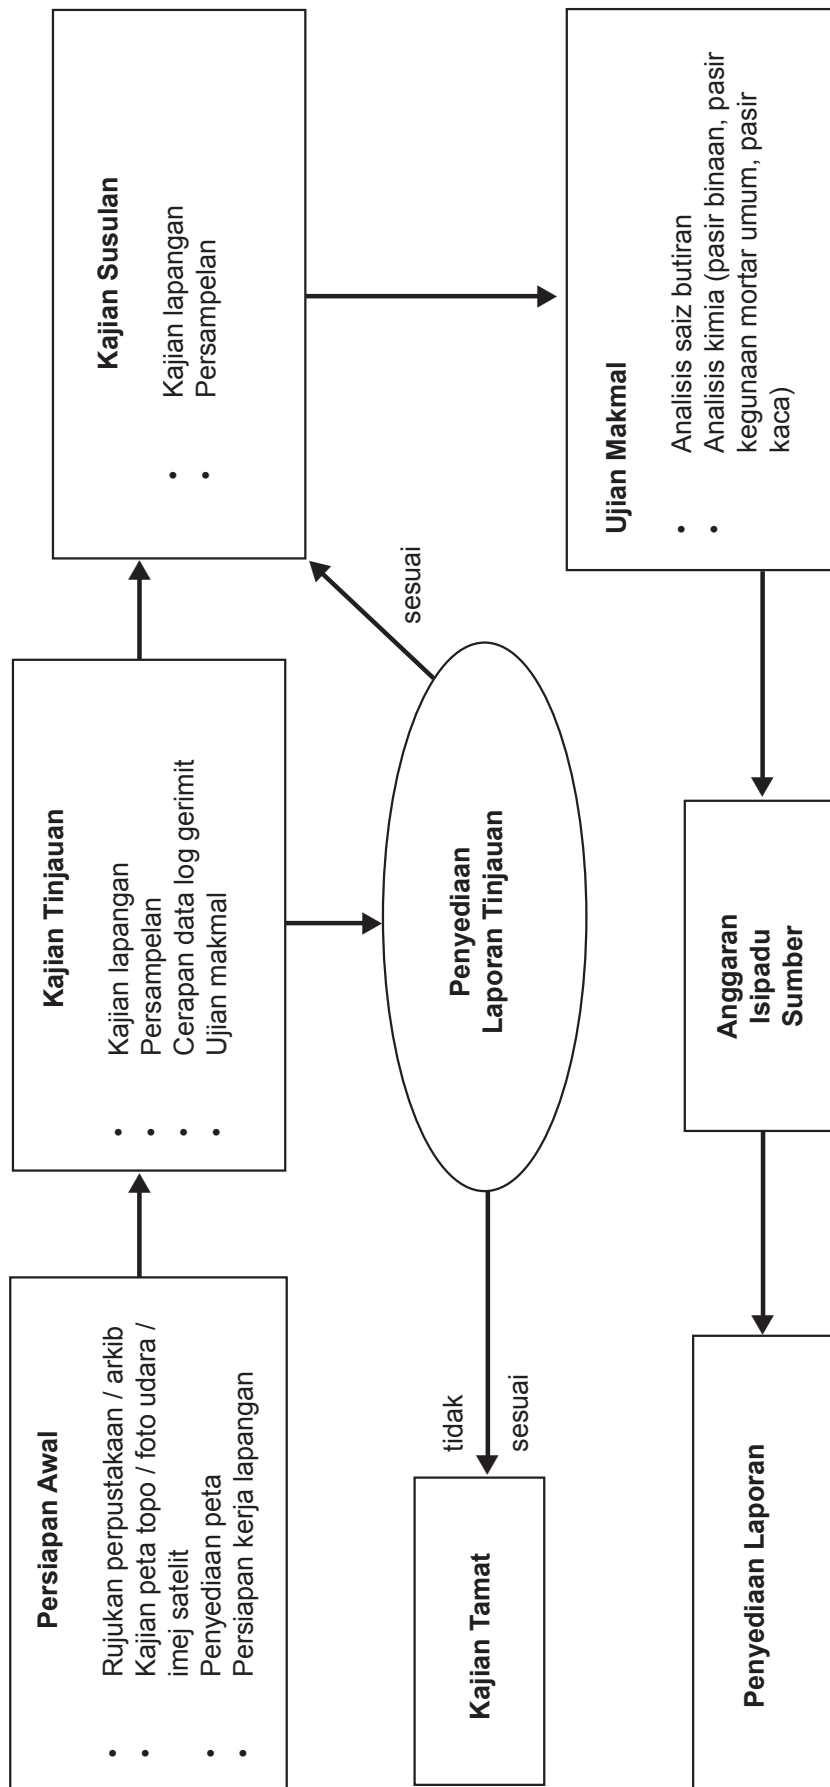 Persiapan Awal
• Rujukan perpustakaan / arkib
• Kajian peta topo / foto udara /
imej satelit
• Penyediaan peta
• Persiapan kerja lapangan
Kajian Tinjauan
• Kajian lapangan
• Persampelan
• Cerapan data log gerimit
• Ujian makmal
Kajian Susulan
• Kajian lapangan
• Persampelan
Kajian Tamat
tidak
sesuai
Penyediaan
Laporan Tinjauan
sesuai
Penyediaan Laporan
Anggaran
Isipadu
Sumber
Ujian Makmal
• Analisis saiz butiran
• Analisis kimia (pasir binaan, pasir
kegunaan mortar umum, pasir
kaca)